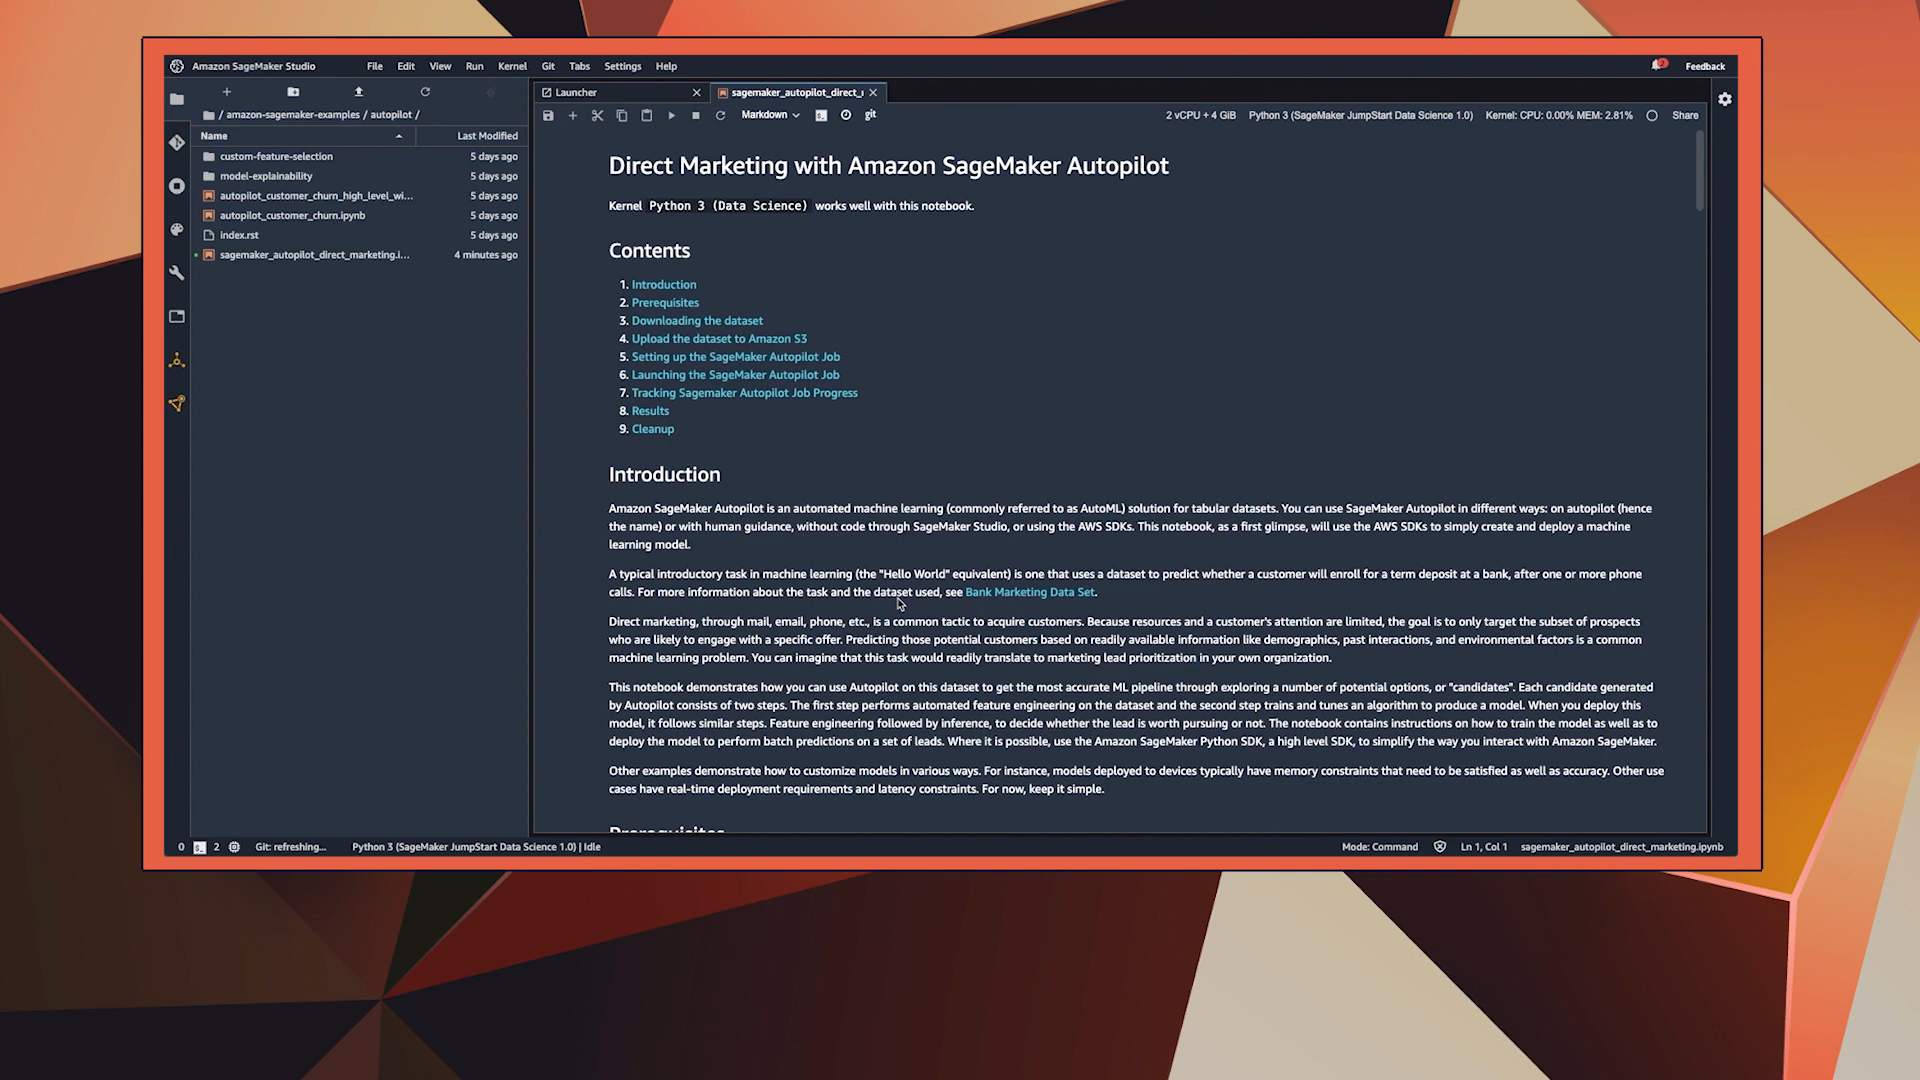 Amazon SageMaker Studio File Edit View Run Kernel Git Tabs Settings Help 2 Feedback
Launcher sagemaker_autopilot_direct_
/ amazon-sagemaker-examples / autopilot /
Markdown git 2 vCPU + 4 GiB Python 3 (SageMaker JumpStart Data Science 1.0) Kernel: CPU: 0.00% MEM: 2.81% Share
Name Last Modified
custom-feature-selection 5 days ago
model-explainability 5 days ago
autopilot_customer_churn_high_level_wi... 5 days ago
autopilot_customer_churn.ipynb 5 days ago
index.rst 5 days ago
sagemaker_autopilot_direct_marketing.i... 4 minutes ago
Direct Marketing with Amazon SageMaker Autopilot
Kernel Python 3 (Data Science) works well with this notebook.
Contents
1. Introduction
2. Prerequisites
3. Downloading the dataset
4. Upload the dataset to Amazon S3
5. Setting up the SageMaker Autopilot Job
6. Launching the SageMaker Autopilot Job
7. Tracking Sagemaker Autopilot Job Progress
8. Results
9. Cleanup
Introduction
Amazon SageMaker Autopilot is an automated machine learning (commonly referred to as AutoML) solution for tabular datasets. You can use SageMaker Autopilot in different ways: on autopilot (hence
the name) or with human guidance, without code through SageMaker Studio, or using the AWS SDKs. This notebook, as a first glimpse, will use the AWS SDKs to simply create and deploy a machine
learning model.
A typical introductory task in machine learning (the "Hello World" equivalent) is one that uses a dataset to predict whether a customer will enroll for a term deposit at a bank, after one or more phone
calls. For more information about the task and the dataset used, see Bank Marketing Data Set.
Direct marketing, through mail, email, phone, etc., is a common tactic to acquire customers. Because resources and a customer's attention are limited, the goal is to only target the subset of prospects
who are likely to engage with a specific offer. Predicting those potential customers based on readily available information like demographics, past interactions, and environmental factors is a common
machine learning problem. You can imagine that this task would readily translate to marketing lead prioritization in your own organization.
This notebook demonstrates how you can use Autopilot on this dataset to get the most accurate ML pipeline through exploring a number of potential options, or "candidates". Each candidate generated
by Autopilot consists of two steps. The first step performs automated feature engineering on the dataset and the second step trains and tunes an algorithm to produce a model. When you deploy this
model, it follows similar steps. Feature engineering followed by inference, to decide whether the lead is worth pursuing or not. The notebook contains instructions on how to train the model as well as to
deploy the model to perform batch predictions on a set of leads. Where it is possible, use the Amazon SageMaker Python SDK, a high level SDK, to simplify the way you interact with Amazon SageMaker.
Other examples demonstrate how to customize models in various ways. For instance, models deployed to devices typically have memory constraints that need to be satisfied as well as accuracy. Other use
cases have real-time deployment requirements and latency constraints. For now, keep it simple.
Prerequisites
0 2 Git: refreshing... Python 3 (SageMaker JumpStart Data Science 1.0) | Idle Mode: Command Ln 1, Col 1 sagemaker_autopilot_direct_marketing.ipynb